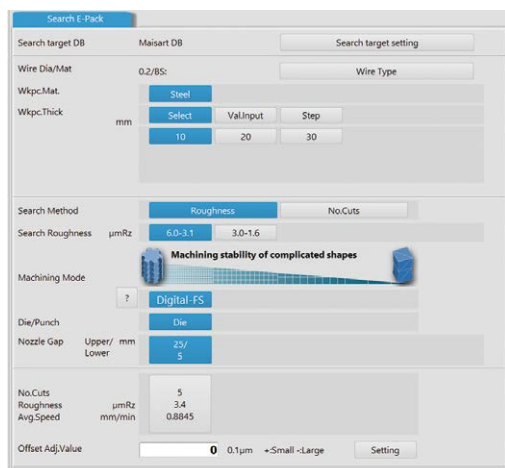 Search E-Pack
Search target DB Maisart DB Search target setting
Wire Dia/Mat 0.2/BS: Wire Type
Wkpc.Mat. Steel
Wkpc.Thick mm Select Val.Input Step
10 20 30
Search Method Roughness No.Cuts
Search Roughness µmRz 6.0-3.1 3.0-1.6
Machining stability of complicated shapes
Machining Mode
? Digital-FS
Die/Punch Die
Nozzle Gap Upper/ mm 25/
Lower 5
No.Cuts 5
Roughness µmRz 3.4
Avg.Speed mm/min 0.8845
Offset Adj.Value 0 0.1µm +:Small -:Large Setting